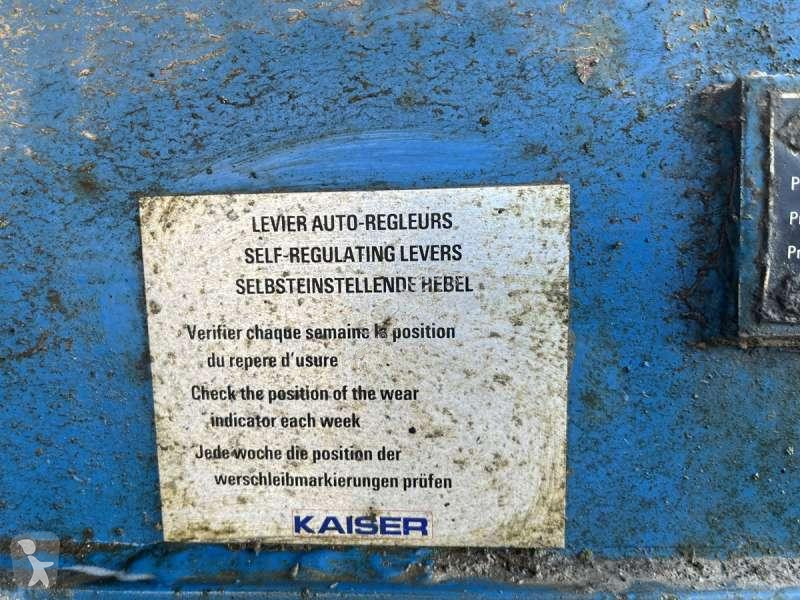 LEVIER AUTO-REGLEURS
SELF-REGULATING LEVERS
SELBSTEINSTELLENDE HEBEL
Verifier chaque semaine la position
du repere d'usure
Check the position of the wear
indicator each week
Jede woche die position der
werschleibmarkierungen prüfen
KAISER